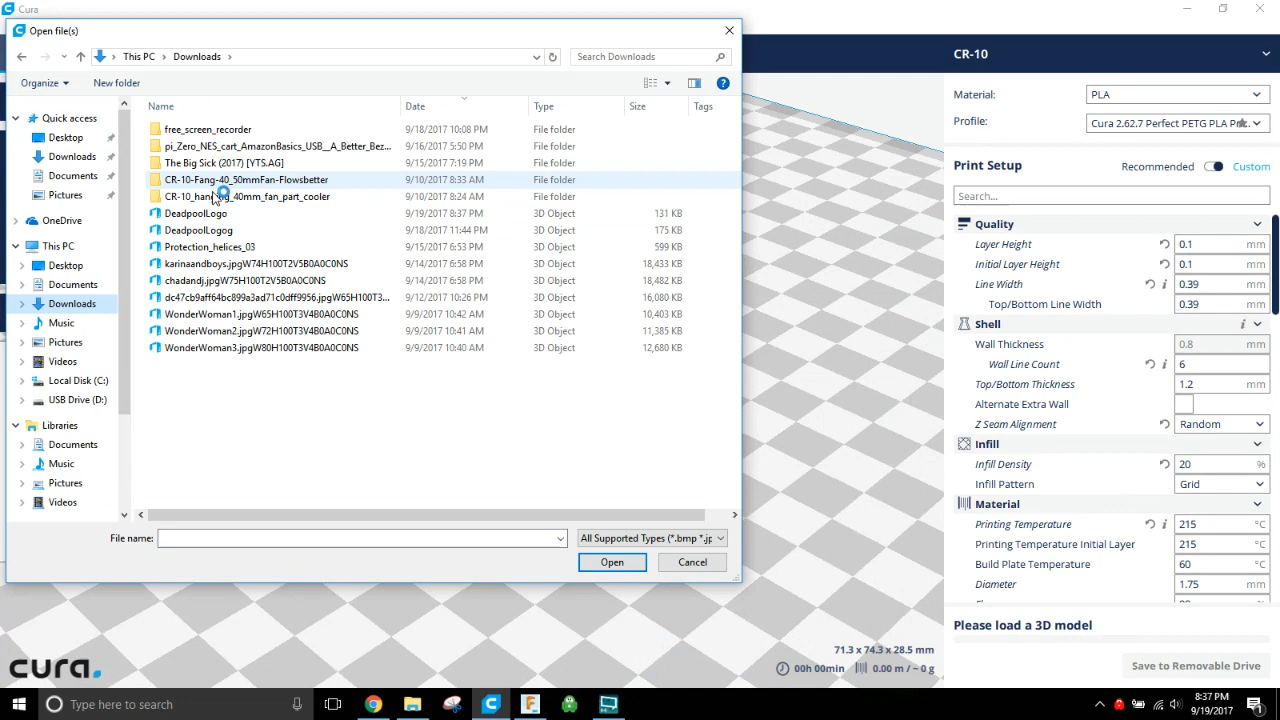 Cura
Open file(s)
This PC > Downloads >
Search Downloads
Organize
New folder
Name
Date
Type
Size
Tags
Quick access
Desktop
Downloads
Documents
Pictures
OneDrive
This PC
Desktop
Documents
Downloads
Music
Pictures
Videos
Local Disk (C:)
USB Drive (D:)
Libraries
Documents
Music
Pictures
Videos
free_screen_recorder 9/18/2017 10:08 PM File folder
pi_Zero_NES_cart_AmazonBasics_USB__A_Better_Bez... 9/16/2017 5:50 PM File folder
The Big Sick (2017) [YTS.AG] 9/15/2017 7:19 PM File folder
CR-10-Fang-40_50mmFan-Flowsbetter 9/10/2017 8:33 AM File folder
CR-10_han g_40mm_fan_part_cooler 9/10/2017 8:24 AM File folder
DeadpoolLogo 9/19/2017 8:37 PM 3D Object 131 KB
DeadpoolLogog 9/18/2017 11:44 PM 3D Object 175 KB
Protection_helices_03 9/15/2017 6:53 PM 3D Object 599 KB
karinaandboys.jpgW74H100T2V5B0A0C0NS 9/14/2017 6:58 PM 3D Object 18,433 KB
chadandj.jpgW75H100T2V5B0A0C0NS 9/14/2017 6:58 PM 3D Object 18,482 KB
dc47cb9aff64bc899a3ad71c0dff9956.jpgW65H100T3... 9/12/2017 10:26 PM 3D Object 16,080 KB
WonderWoman1.jpgW65H100T3V4B0A0C0NS 9/9/2017 10:42 AM 3D Object 10,403 KB
WonderWoman2.jpgW72H100T3V4B0A0C0NS 9/9/2017 10:41 AM 3D Object 11,385 KB
WonderWoman3.jpgW80H100T3V4B0A0C0NS 9/9/2017 10:40 AM 3D Object 12,680 KB
File name:
All Supported Types (*.bmp *.jp
Open
Cancel
CR-10
Material: PLA
Profile: Cura 2.62.7 Perfect PETG PLA Pr
Print Setup Recommended Custom
Search...
Quality
Layer Height 0.1 mm
Initial Layer Height 0.1 mm
Line Width i 0.39 mm
Top/Bottom Line Width 0.39 mm
Shell i
Wall Thickness 0.8 mm
Wall Line Count i 6
Top/Bottom Thickness 1.2 mm
Alternate Extra Wall
Z Seam Alignment Random
Infill
Infill Density 20 %
Infill Pattern Grid
Material
Printing Temperature i 215 °C
Printing Temperature Initial Layer 215 °C
Build Plate Temperature 60 °C
Diameter 1.75 mm
Please load a 3D model
71.3 x 74.3 x 28.5 mm
00h 00min 0.00 m / ~ 0 g
Save to Removable Drive
cura.
Type here to search
8:37 PM
9/19/2017